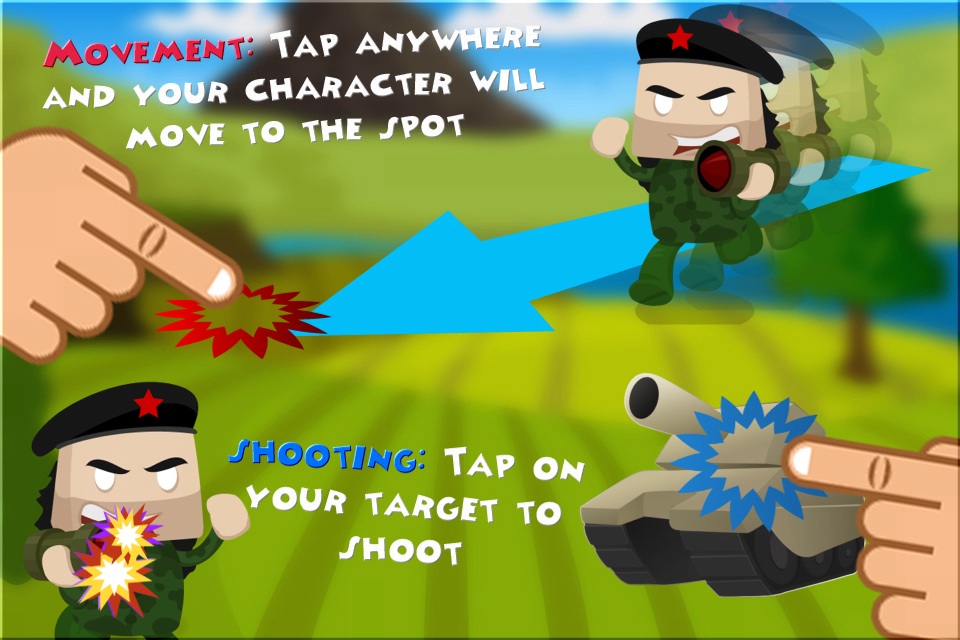 Movement: Tap anywhere
and your character will
move to the spot
Shooting: Tap on
your target to
shoot